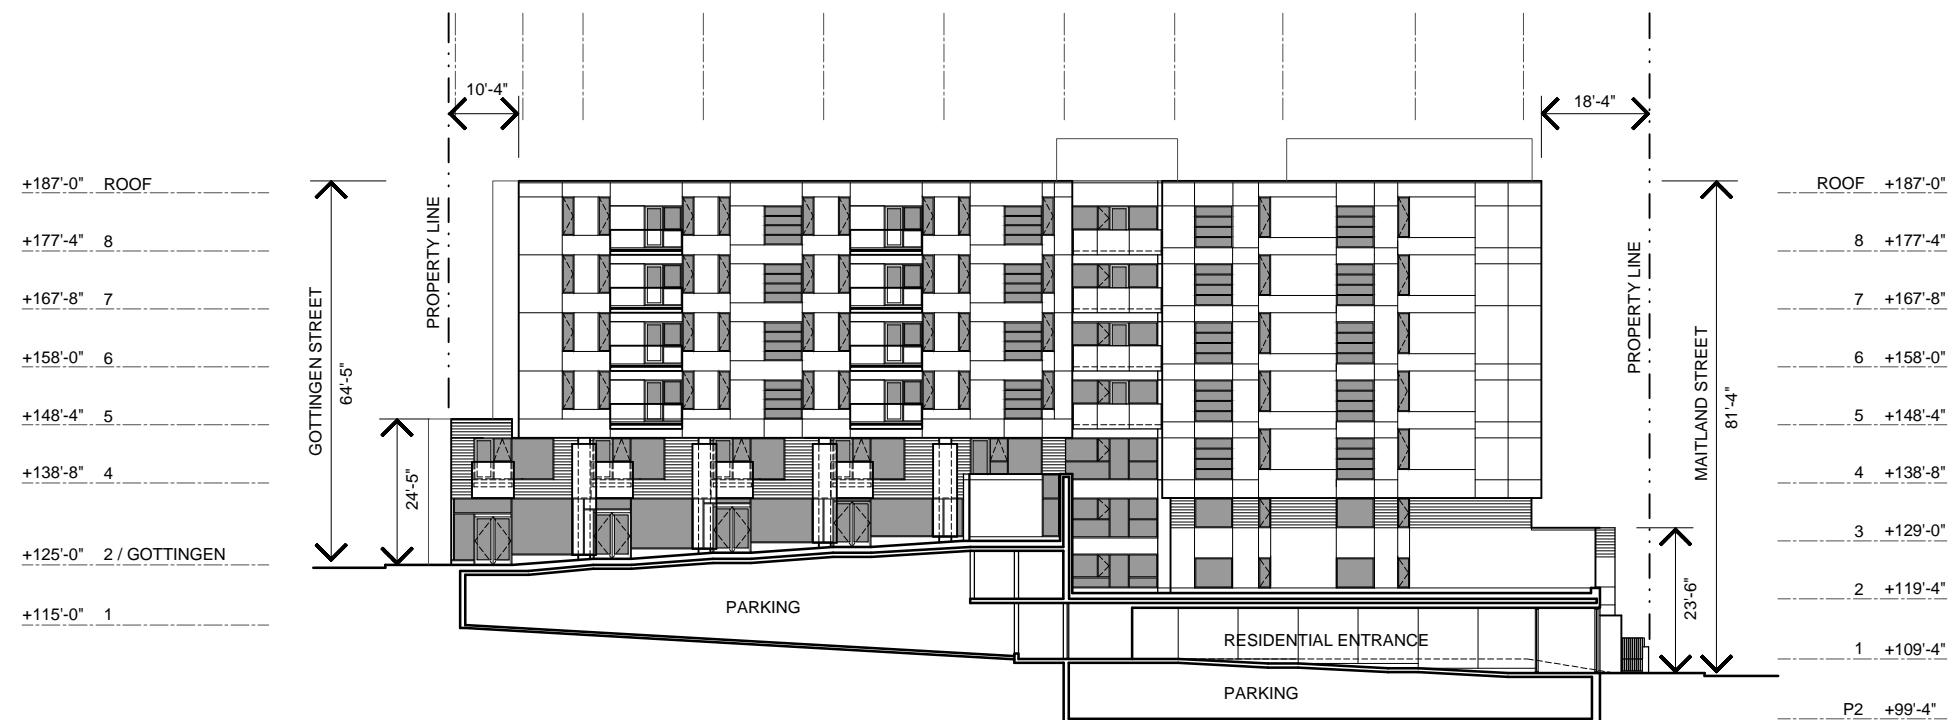 10'-4"
18'-4"
+187'-0" ROOF
+177'-4" 8
+167'-8" 7
+158'-0" 6
+148'-4" 5
+138'-8" 4
+125'-0" 2 / GOTTINGEN
+115'-0" 1
GOTTINGEN STREET
64'-5"
24'-5"
PROPERTY LINE
PARKING
RESIDENTIAL ENTRANCE
PARKING
PROPERTY LINE
23'-6"
MAITLAND STREET
81'-4"
ROOF +187'-0"
8 +177'-4"
7 +167'-8"
6 +158'-0"
5 +148'-4"
4 +138'-8"
3 +129'-0"
2 +119'-4"
1 +109'-4"
P2 +99'-4"